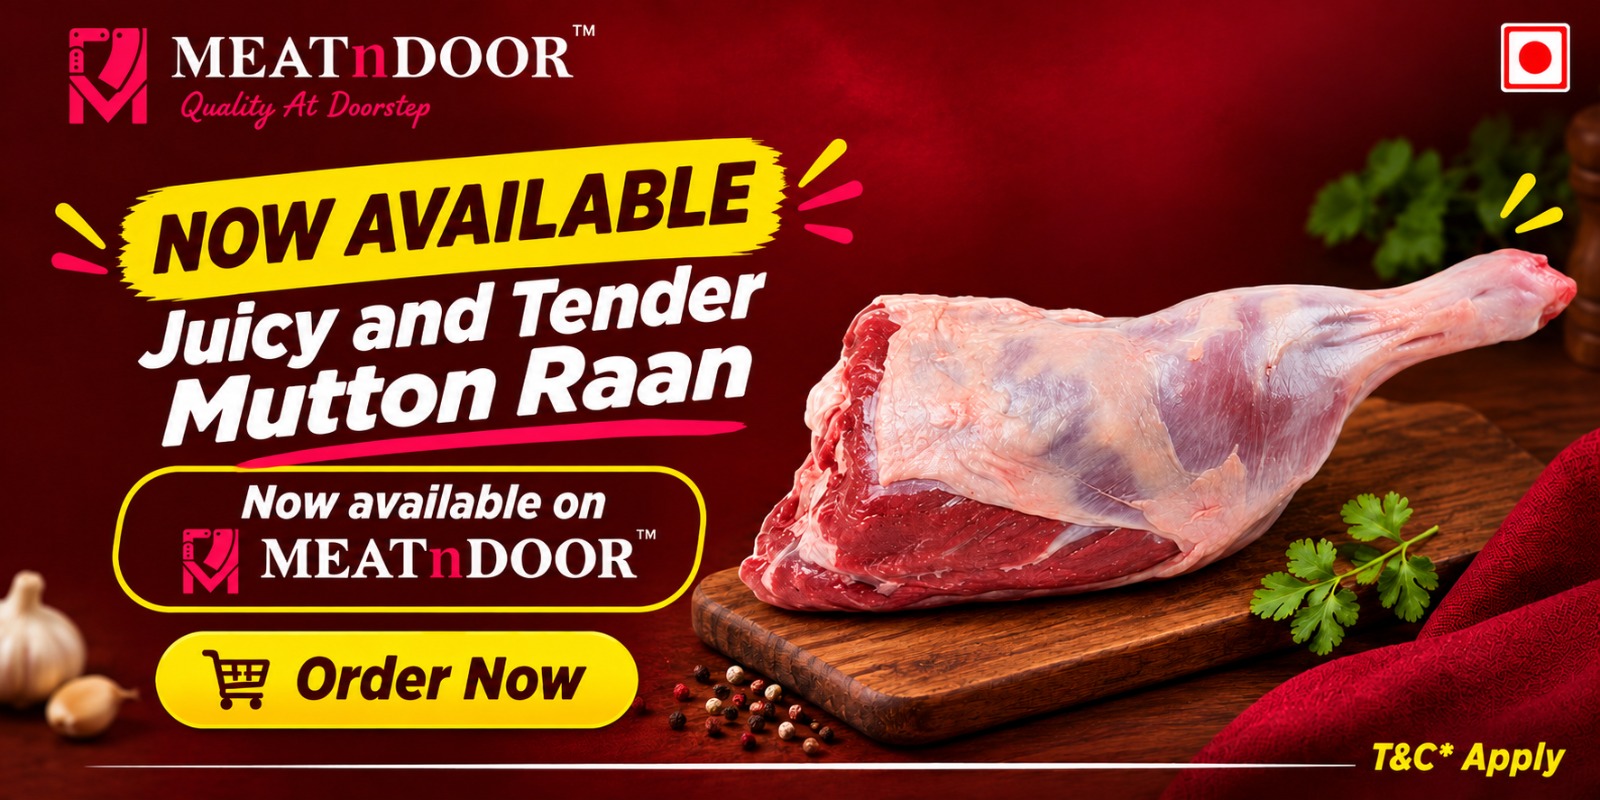 MEATnDOOR™
Quality At Doorstep
NOW AVAILABLE
Juicy and Tender
Mutton Raan
Now available on
MEATnDOOR™
Order Now
T&C* Apply